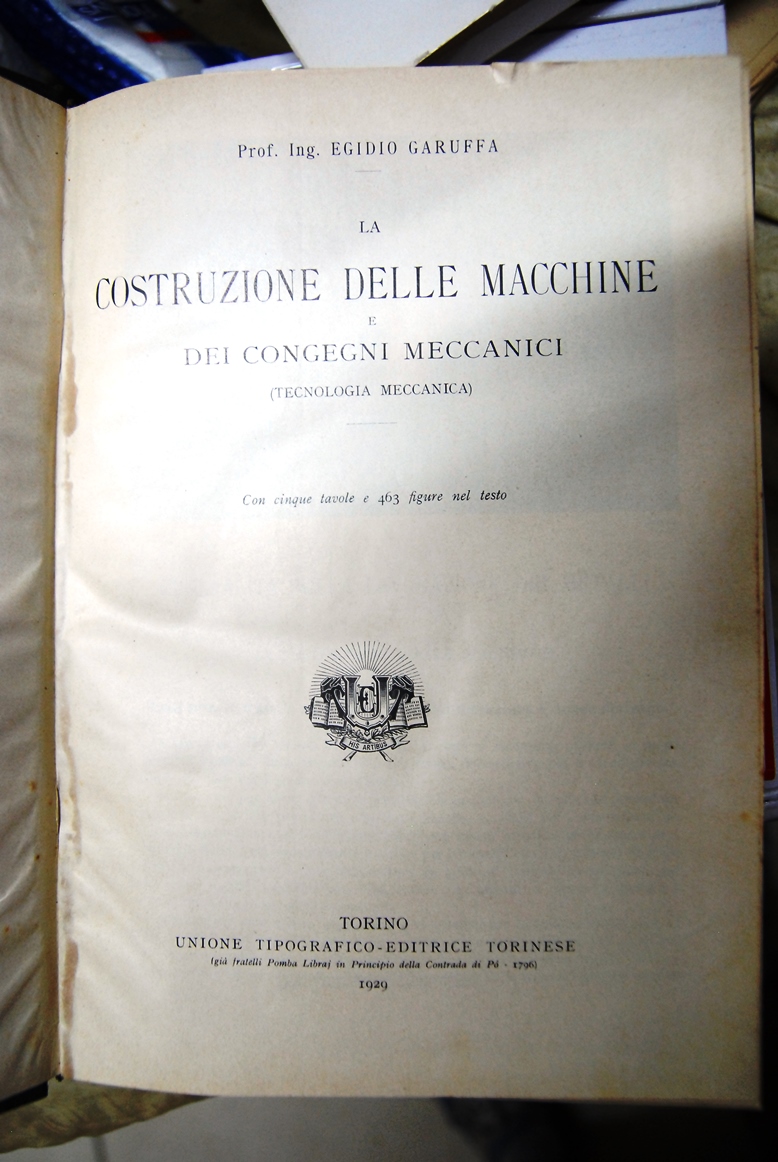 Prof. Ing. EGIDIO GARUFFA
LA
COSTRUZIONE DELLE MACCHINE
E
DEI CONGEGNI MECCANICI
(TECNOLOGIA MECCANICA)
Con cinque tavole e 463 figure nel testo
HIS ARTIBUS
TORINO
UNIONE TIPOGRAFICO-EDITRICE TORINESE
(già fratelli Pomba Libraj in Principio della Contrada di Pò - 1796)
1929